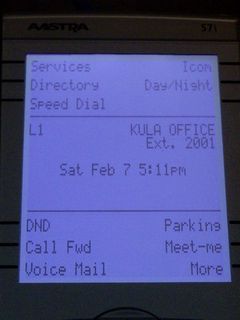 AASTRA 57i
Services Icom
Directory Day/Night
Speed Dial
L1 KULA OFFICE
Ext. 2001
Sat Feb 7 5:11pm
DND Parking
Call Fwd Meet-me
Voice Mail More